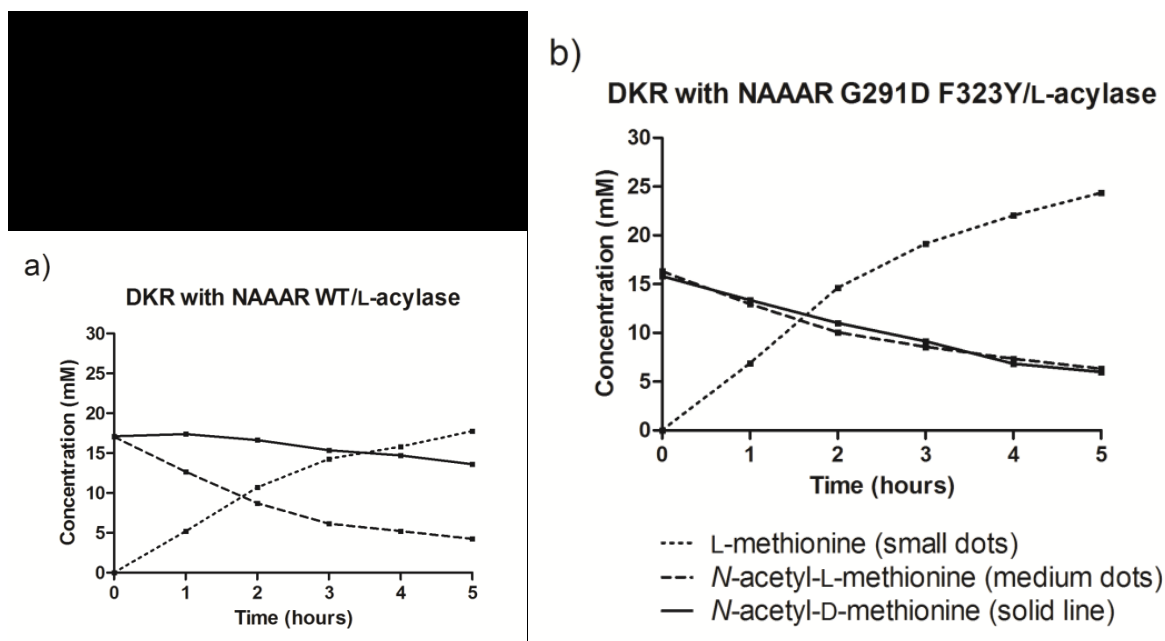 a)
DKR with NAAAR WT/L-acylase
Concentration (mM)
30
25
20
15
10
5
0
0 1 2 3 4 5
Time (hours)
b)
DKR with NAAAR G291D F323Y/L-acylase
Concentration (mM)
30
25
20
15
10
5
0
0 1 2 3 4 5
Time (hours)
L-methionine (small dots)
N-acetyl-L-methionine (medium dots)
N-acetyl-D-methionine (solid line)